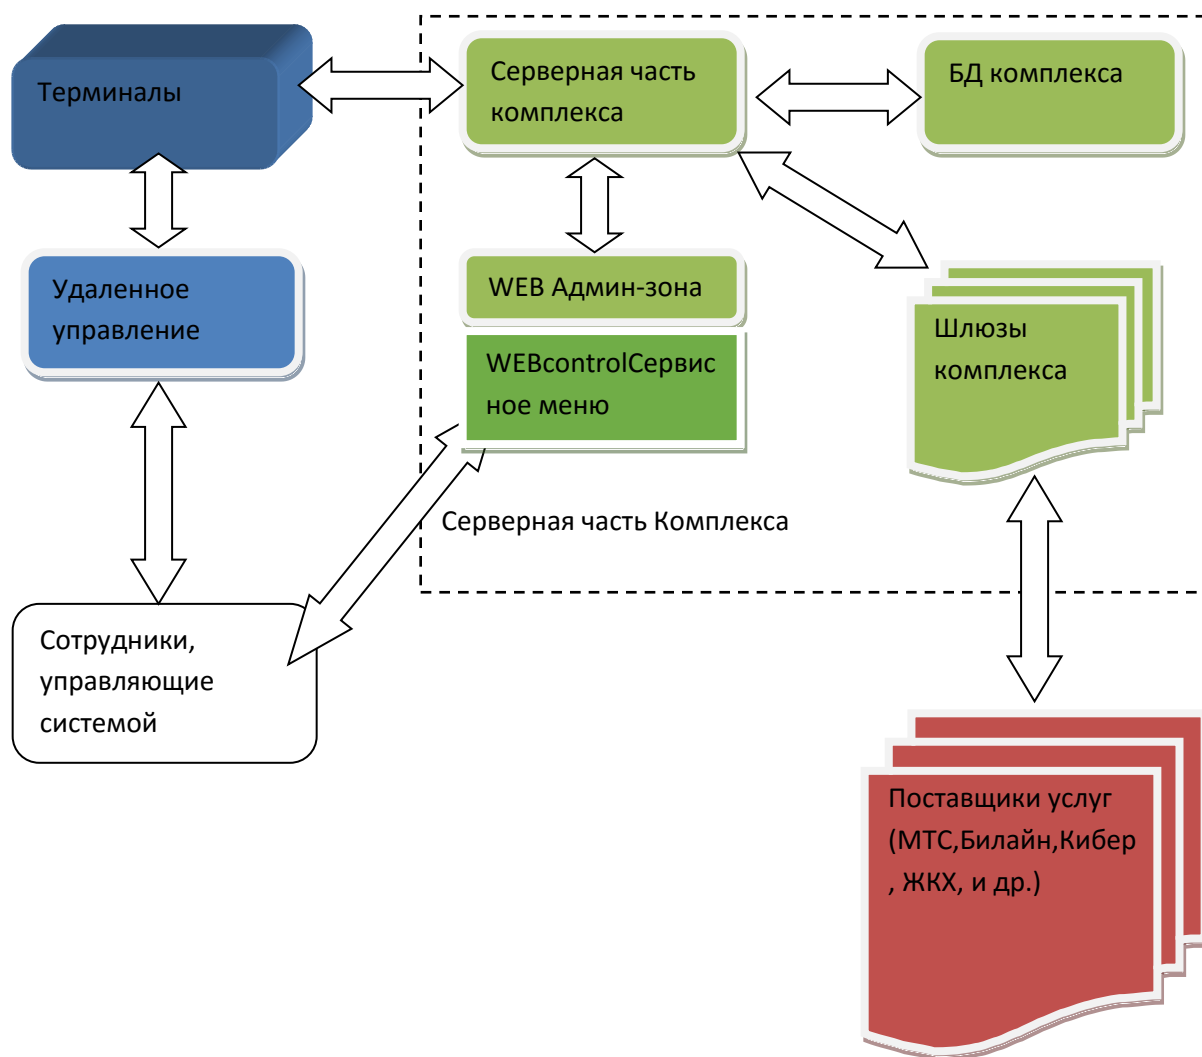 Терминалы
Серверная часть
комплекса
БД комплекса
Удаленное
управление
WEB Админ-зона
WEBcontrolСервис
ное меню
Шлюзы
комплекса
Серверная часть Комплекса
Сотрудники,
управляющие
системой
Поставщики услуг
(МТС,Билайн,Кибер
, ЖКХ, и др.)